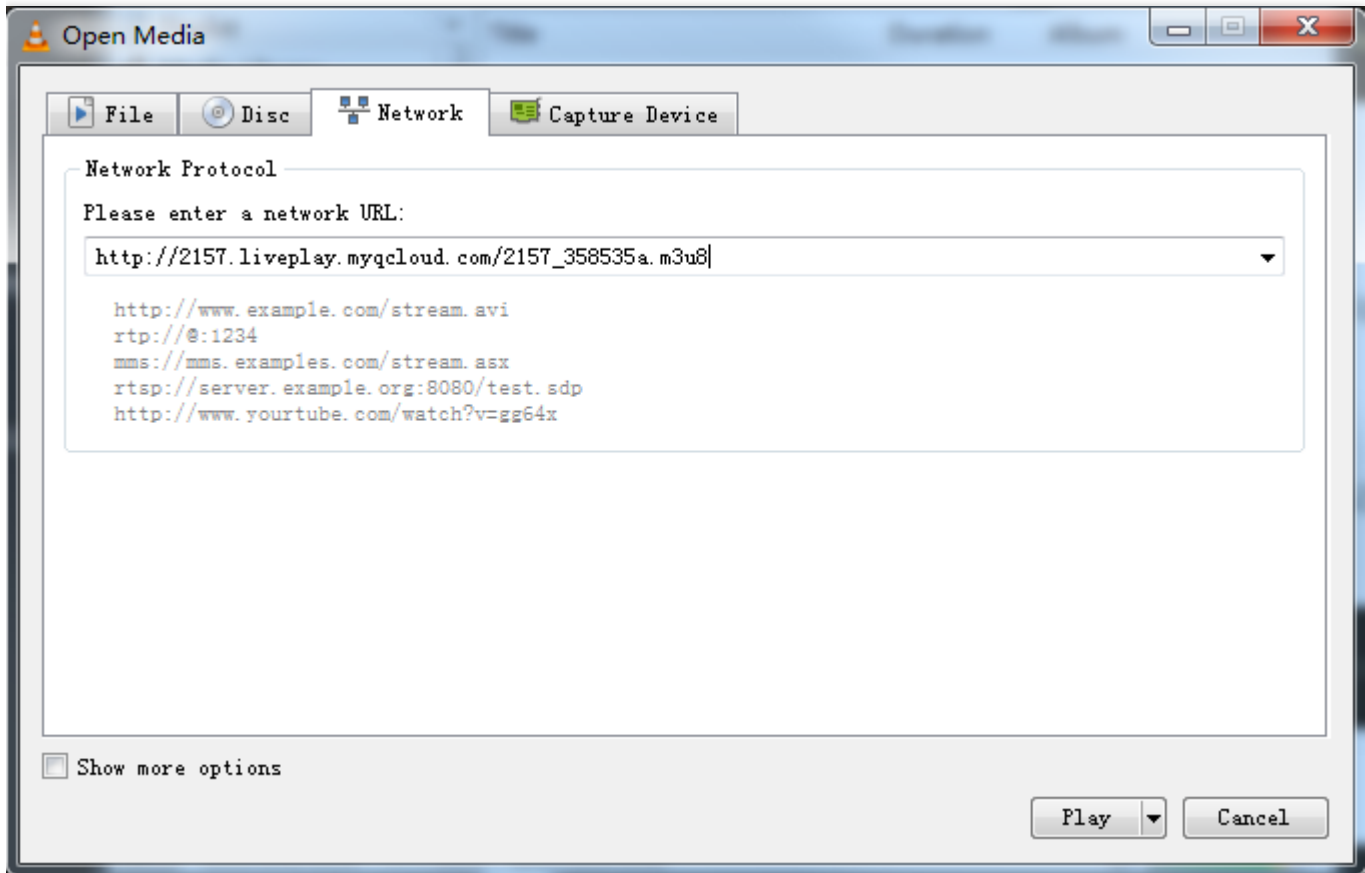 Open Media
File Disc Network Capture Device
Network Protocol
Please enter a network URL:
http://2157.liveplay.myqcloud.com/2157_358535a.m3u8
http://www.example.com/stream.avi
rtp://@:1234
mms://mms.examples.com/stream.asx
rtsp://server.example.org:8080/test.sdp
http://www.yourtube.com/watch?v=gg64x
Show more options
Play Cancel